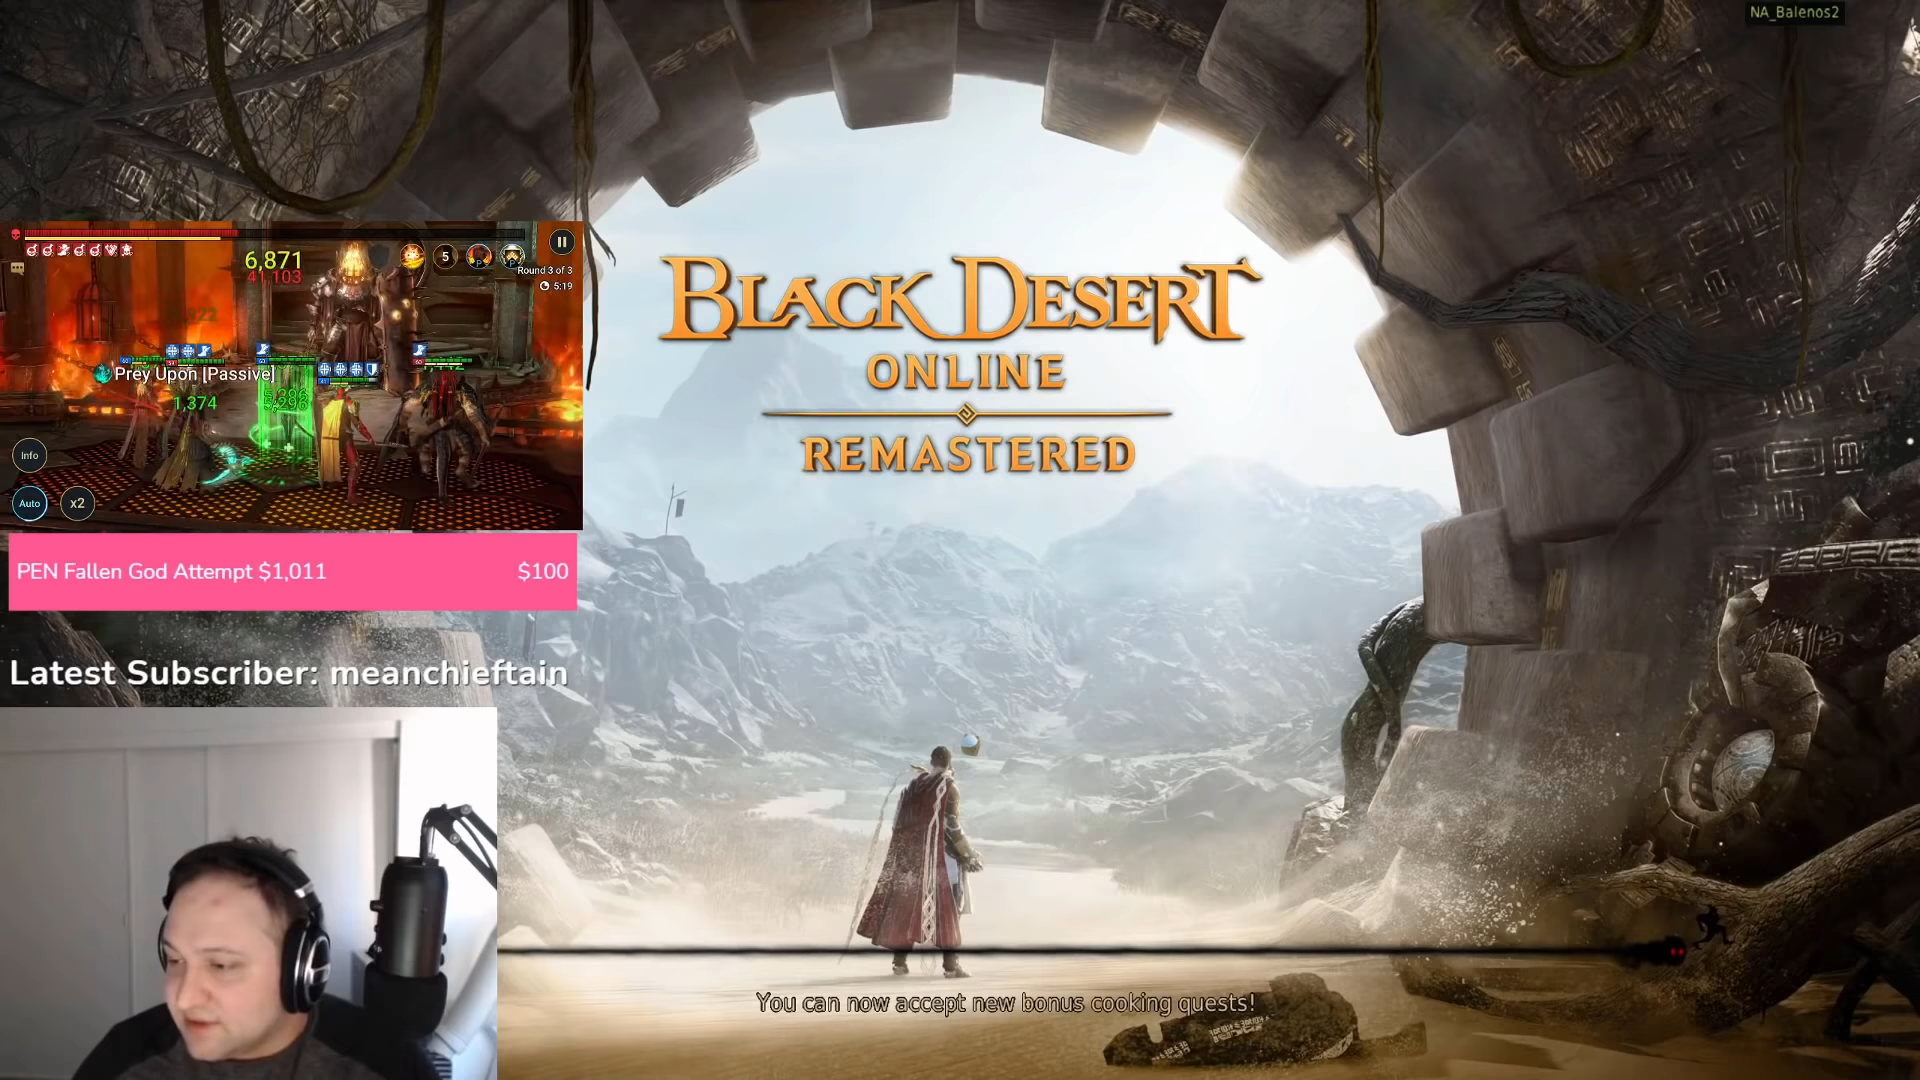 NA_Balenos2
6,871
41,103
5
Round 3 of 3
5:19
Prey Upon [Passive]
1,374
Info
Auto
x2
BLACK DESERT
ONLINE
REMASTERED
PEN Fallen God Attempt $1,011
$100
Latest Subscriber: meanchieftain
You can now accept new bonus cooking quests!